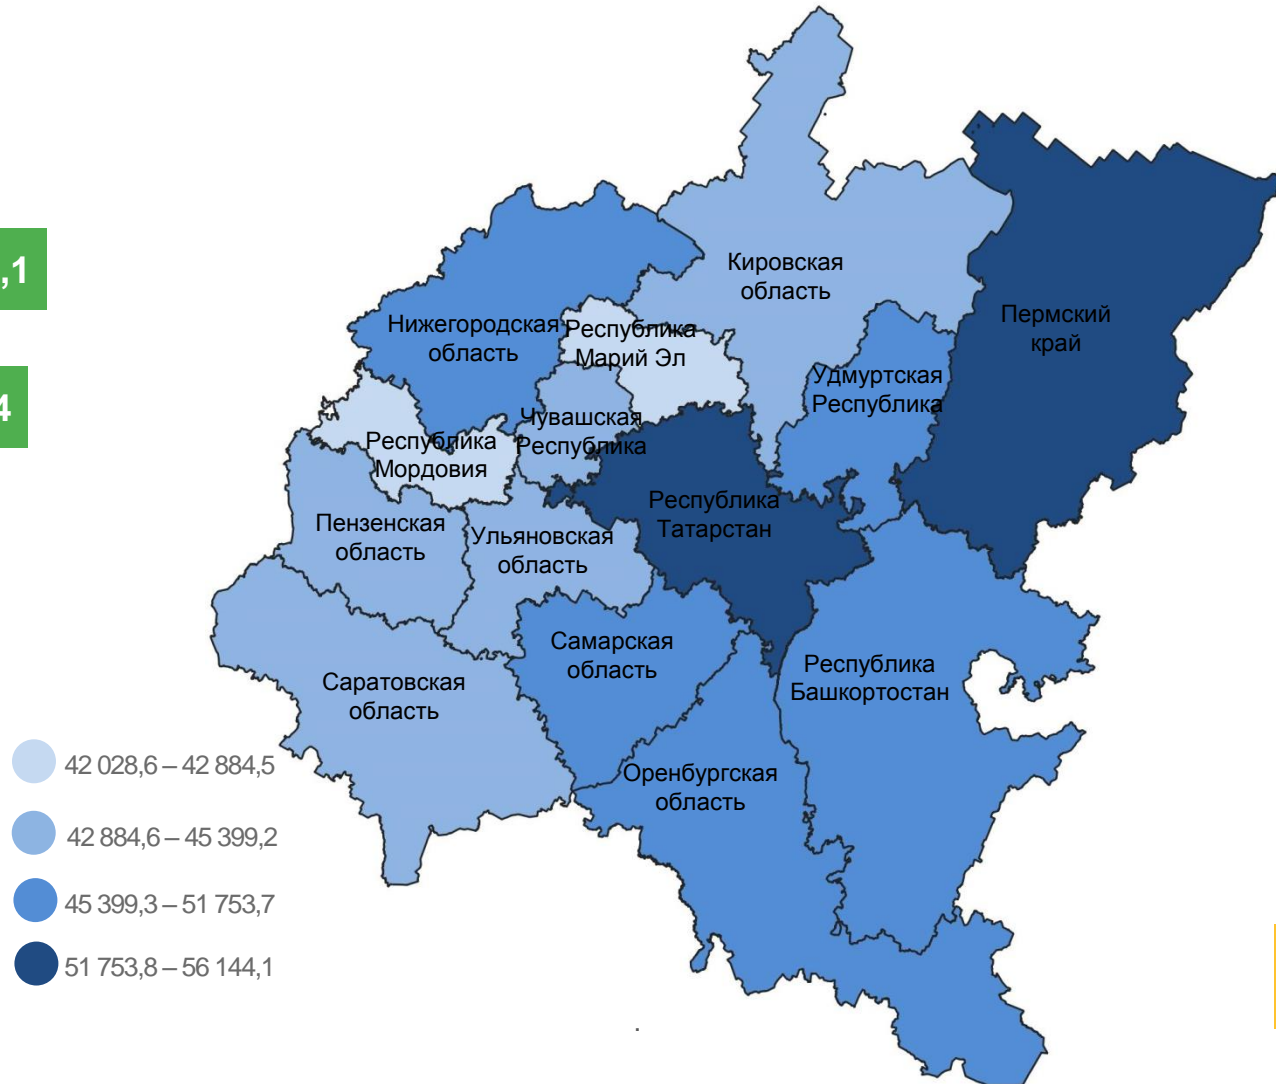 Кировская
область
,1
Пермский
край
Нижегородская
область
Республика
Марий Эл
Удмуртская
Республика
4
Чувашская
Республика
Республика
Мордовия
Республика
Татарстан
Пензенская
область
Ульяновская
область
Самарская
область
Республика
Башкортостан
Саратовская
область
Оренбургская
область
42 028,6 – 42 884,5
42 884,6 – 45 399,2
45 399,3 – 51 753,7
51 753,8 – 56 144,1